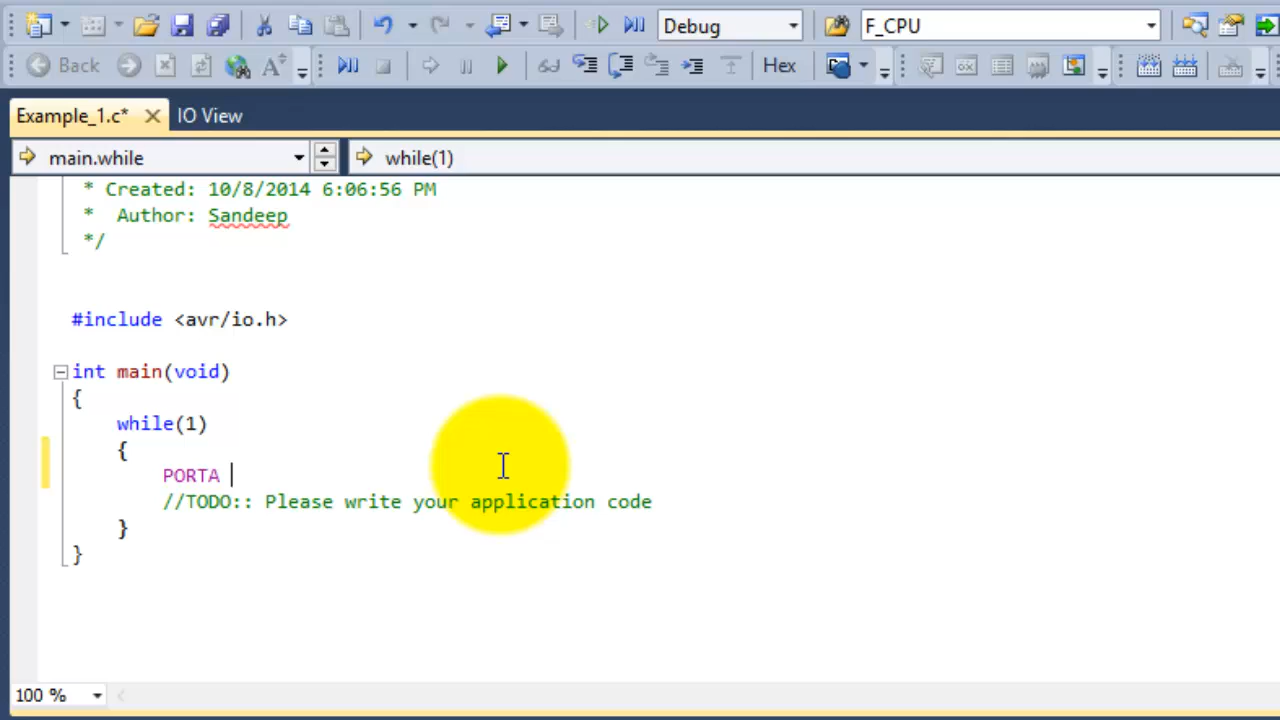 Debug F_CPU
Back Hex
Example_1.c* IO View
main.while while(1)
* Created: 10/8/2014 6:06:56 PM
* Author: Sandeep
*/
#include <avr/io.h>
int main(void)
{
while(1)
{
PORTA
//TODO:: Please write your application code
}
}
100 %